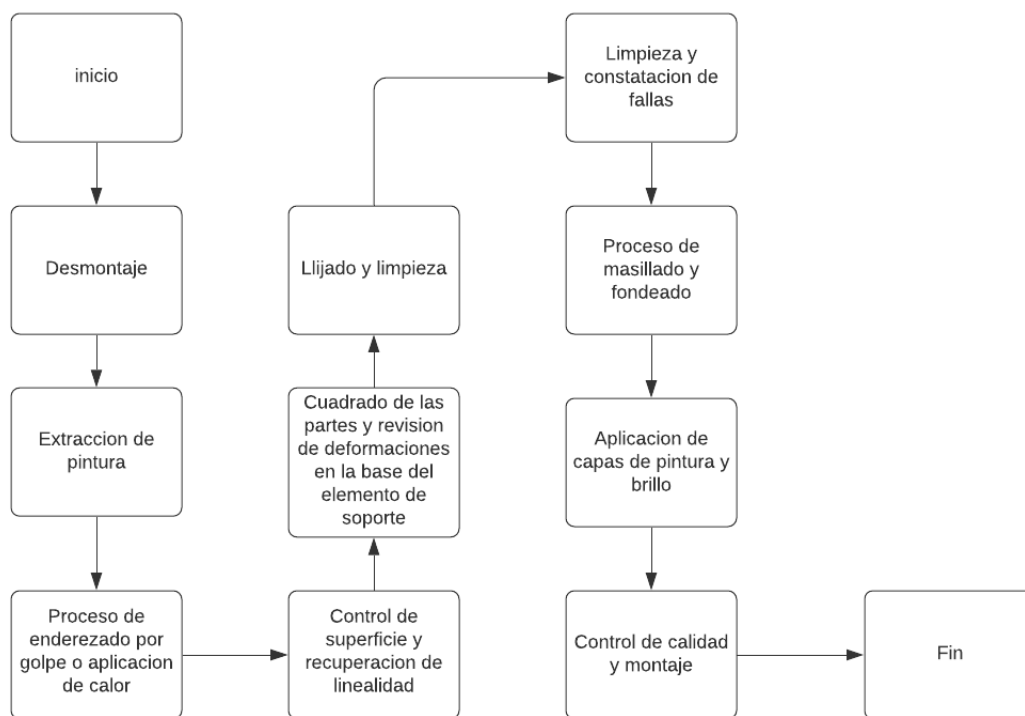 inicio
Desmontaje
Extraccion de
pintura
Proceso de
enderezado por
golpe o aplicacion
de calor
Control de
superficie y
recuperacion de
linealidad
Cuadrado de las
partes y revision
de deformaciones
en la base del
elemento de
soporte
Llijado y limpieza
Limpieza y
constatacion de
fallas
Proceso de
masillado y
fondeado
Aplicacion de
capas de pintura y
brillo
Control de calidad
y montaje
Fin